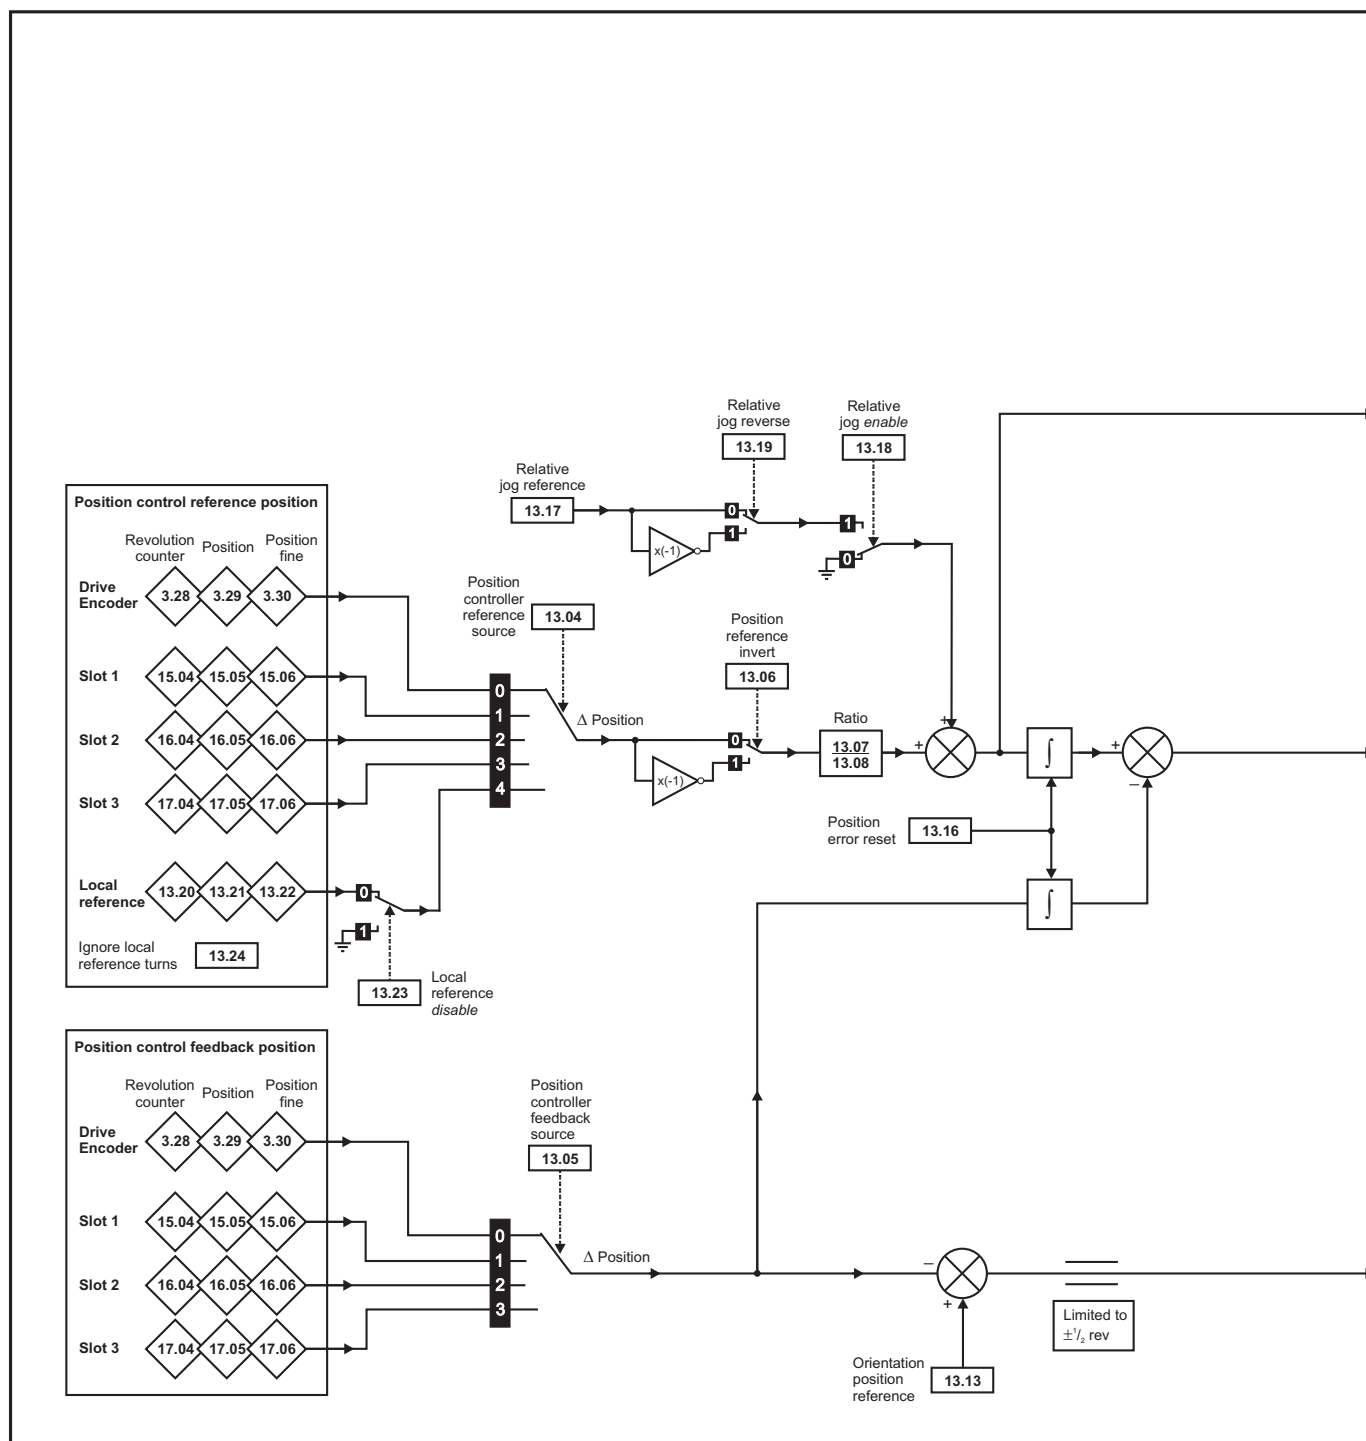 Relative
jog reverse
13.19
Relative
jog enable
13.18
Relative
jog reference
13.17
0
1
x(-1)
1
0
Position control reference position
Revolution
counter
Position
Position
fine
Drive
Encoder
3.28 3.29 3.30
Slot 1
15.04 15.05 15.06
Slot 2
16.04 16.05 16.06
Slot 3
17.04 17.05 17.06
Local
reference
13.20 13.21 13.22
Ignore local
reference turns
13.24
0
1
13.23
Local
reference
disable
Position
controller
reference
source
13.04
0
1
2
3
4
Δ Position
Position
reference
invert
13.06
0
1
x(-1)
Ratio
13.07
13.08
+
+
∫
+
–
Position
error reset
13.16
∫
Position control feedback position
Revolution
counter
Position
Position
fine
Drive
Encoder
3.28 3.29 3.30
Slot 1
15.04 15.05 15.06
Slot 2
16.04 16.05 16.06
Slot 3
17.04 17.05 17.06
Position
controller
feedback
source
13.05
0
1
2
3
Δ Position
–
+
Limited to
±1/2 rev
Orientation
position
reference
13.13